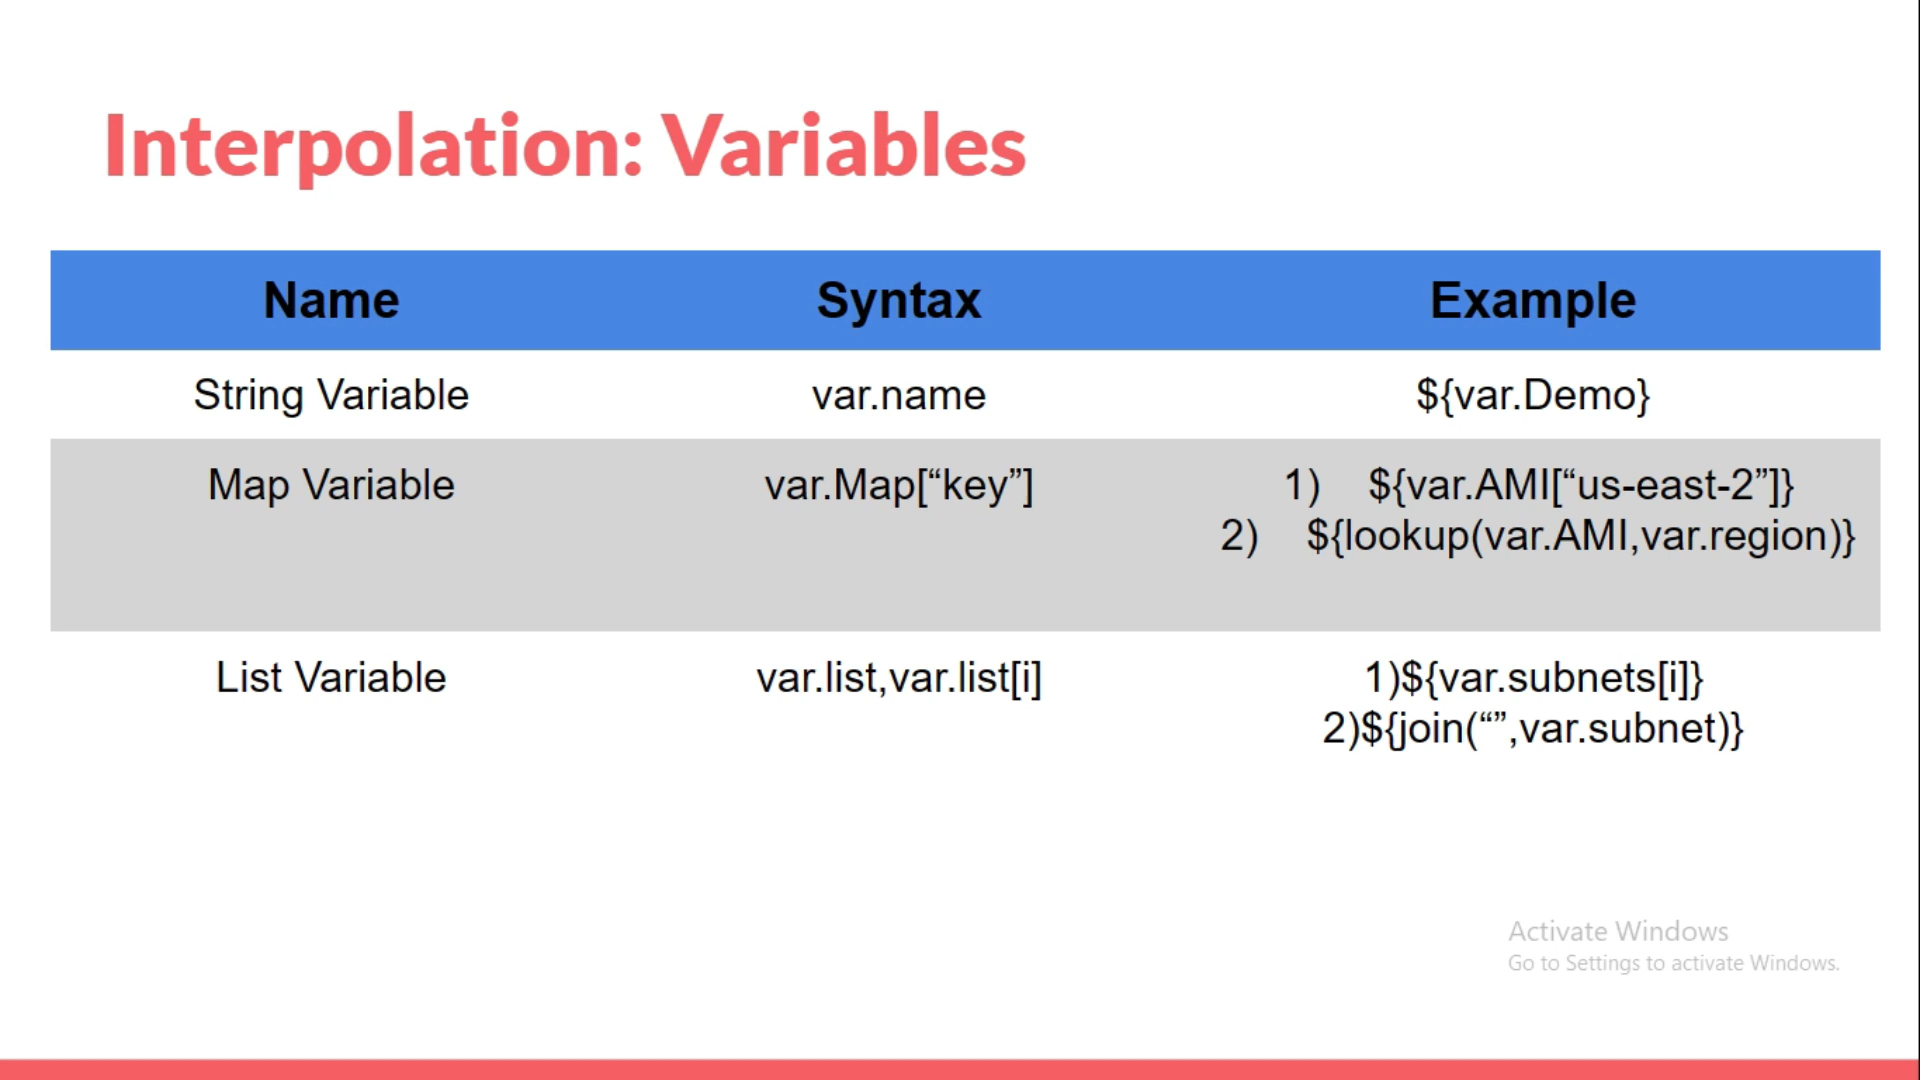 Interpolation: Variables
Name Syntax Example
String Variable var.name ${var.Demo}
Map Variable var.Map[“key”] 1) ${var.AMI[“us-east-2”]}
2) ${lookup(var.AMI,var.region)}
List Variable var.list,var.list[i] 1)${var.subnets[i]}
2)${join(“”,var.subnet)}
Activate Windows
Go to Settings to activate Windows.